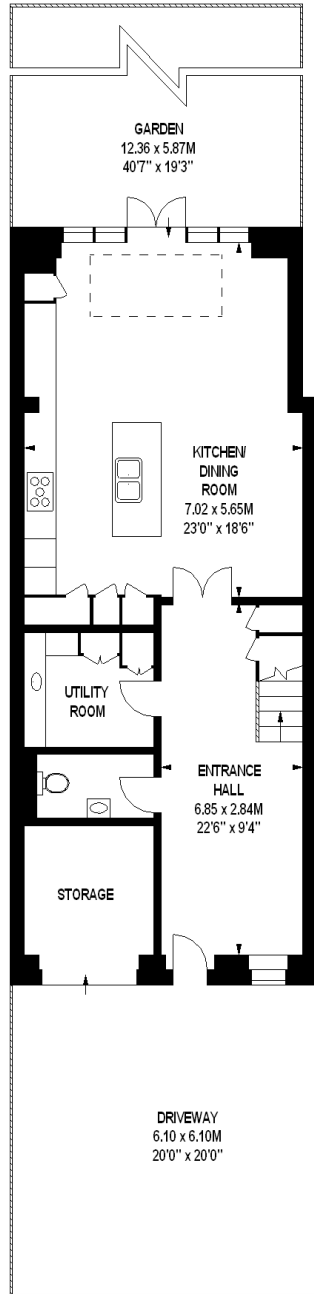 GARDEN
12.36 x 5.87M
40'7" x 19'3"
KITCHEN/
DINING
ROOM
7.02 x 5.65M
23'0" x 18'6"
UTILITY
ROOM
ENTRANCE
HALL
6.85 x 2.84M
22'6" x 9'4"
STORAGE
DRIVEWAY
6.10 x 6.10M
20'0" x 20'0"